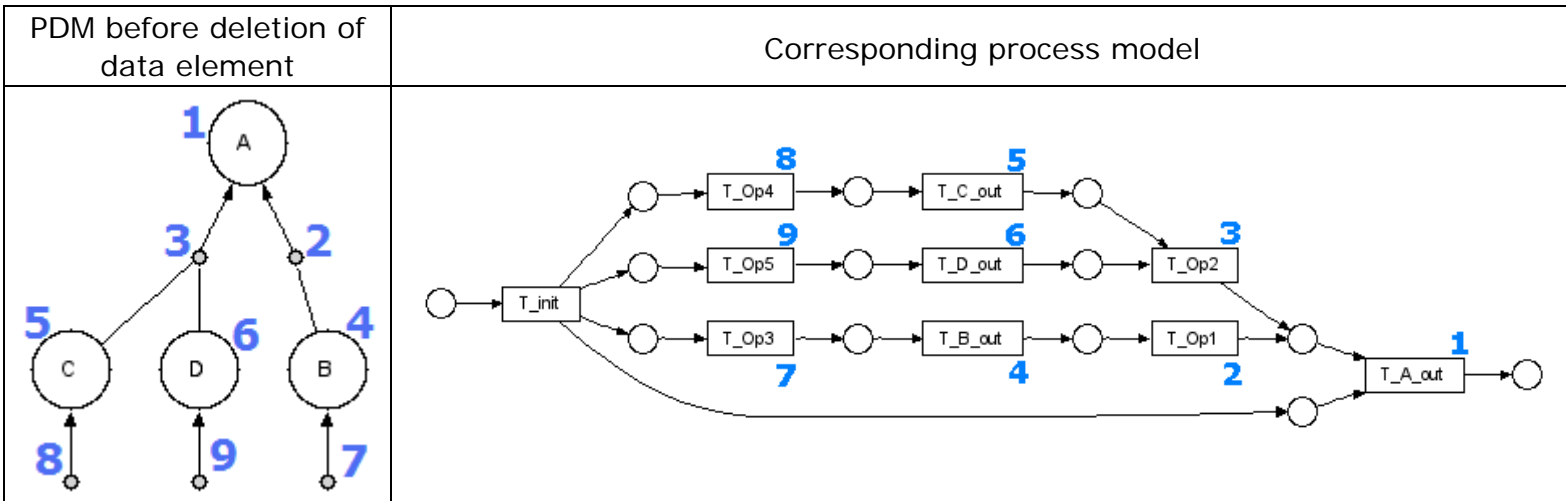 PDM before deletion of
data element
Corresponding process model
1
A
3
2
5
6
4
C
D
B
8
9
7
8
5
T_Op4
T_C_out
9
6
3
T_Op5
T_D_out
T_Op2
T_init
T_Op3
T_B_out
T_Op1
7
4
2
1
T_A_out